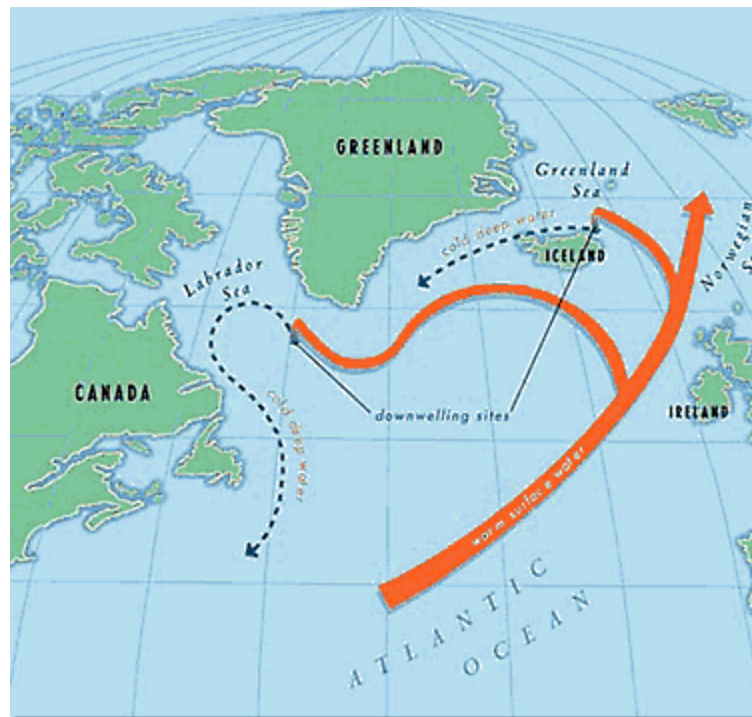 GREENLAND
Greenland
Sea
cold deep water
ICELAND
Norwegian
Labrador
Sea
CANADA
cold deep water
downwelling sites
IRELAND
warm surface water
ATLANTIC
OCEAN